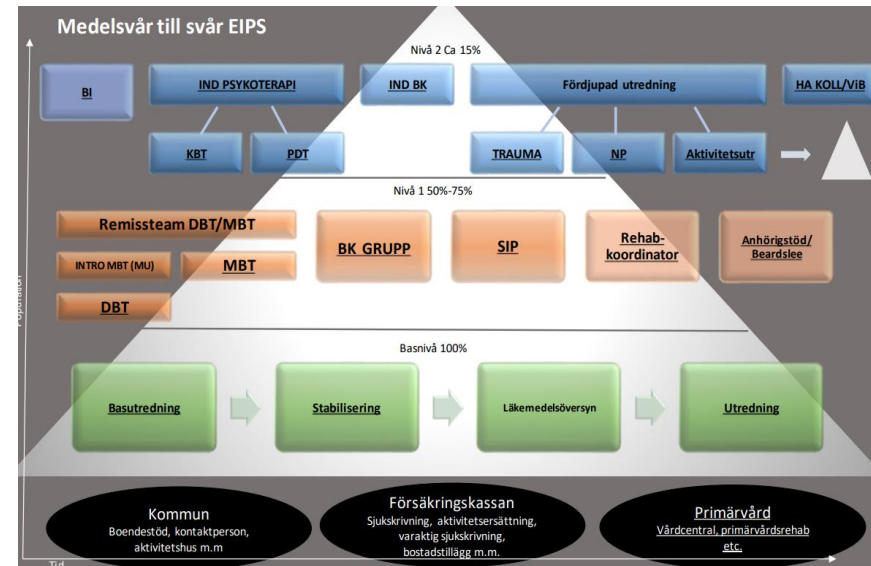 Medelsvår till svår EIPS
Nivå 2 Ca 15%
BI
IND PSYKOTERAPI
IND BK
Fördjupad utredning
HA KOLL/ViB
KBT
PDT
TRAUMA
NP
Aktivitetsutr
Nivå 1 50%-75%
Remissteam DBT/MBT
INTRO MBT (MU)
MBT
DBT
BK GRUPP
SIP
Rehab-
koordinator
Anhörigstöd/
Beardslee
Basnivå 100%
Basutredning
Stabilisering
Läkemedelsöversyn
Utredning
Kommun
Boendestöd, kontaktperson,
aktivitetshus m.m
Försäkringskassan
Sjukskrivning, aktivitetsersättning,
varaktig sjukskrivning,
bostadstillägg m.m.
Primärvård
Vårdcentral, primärvårdsrehab
etc.
Tid